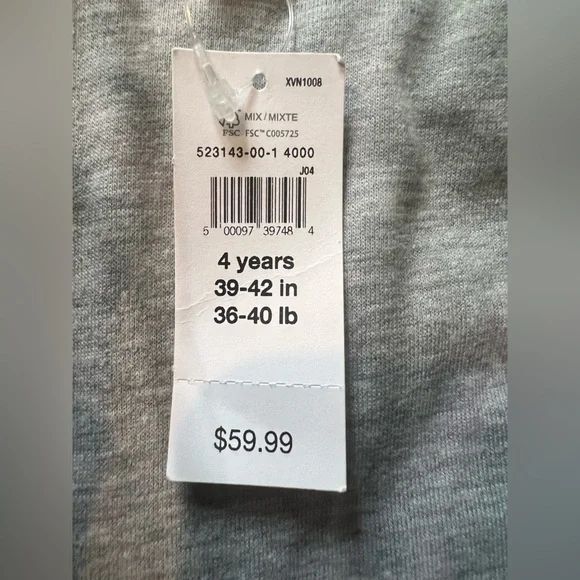 XVN1008
MIX / MIXTE
FSC FSC™ C005725
523143-00-1 4000
J04
5 00097 39748 4
4 years
39-42 in
36-40 lb
$59.99